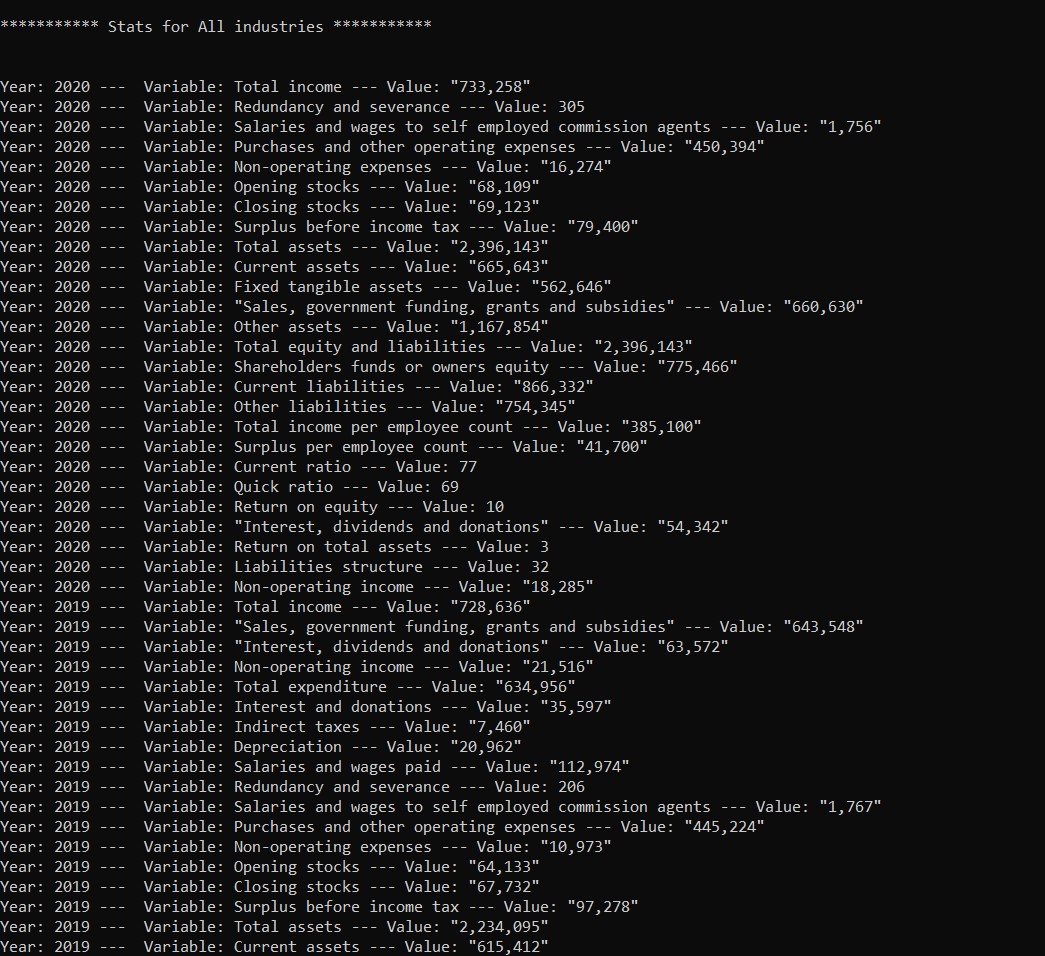 *********** Stats for All industries ***********
Year: 2020 ---  Variable: Total income --- Value: "733,258"
Year: 2020 ---  Variable: Redundancy and severance --- Value: 305
Year: 2020 ---  Variable: Salaries and wages to self employed commission agents --- Value: "1,756"
Year: 2020 ---  Variable: Purchases and other operating expenses --- Value: "450,394"
Year: 2020 ---  Variable: Non-operating expenses --- Value: "16,274"
Year: 2020 ---  Variable: Opening stocks --- Value: "68,109"
Year: 2020 ---  Variable: Closing stocks --- Value: "69,123"
Year: 2020 ---  Variable: Surplus before income tax --- Value: "79,400"
Year: 2020 ---  Variable: Total assets --- Value: "2,396,143"
Year: 2020 ---  Variable: Current assets --- Value: "665,643"
Year: 2020 ---  Variable: Fixed tangible assets --- Value: "562,646"
Year: 2020 ---  Variable: "Sales, government funding, grants and subsidies" --- Value: "660,630"
Year: 2020 ---  Variable: Other assets --- Value: "1,167,854"
Year: 2020 ---  Variable: Total equity and liabilities --- Value: "2,396,143"
Year: 2020 ---  Variable: Shareholders funds or owners equity --- Value: "775,466"
Year: 2020 ---  Variable: Current liabilities --- Value: "866,332"
Year: 2020 ---  Variable: Other liabilities --- Value: "754,345"
Year: 2020 ---  Variable: Total income per employee count --- Value: "385,100"
Year: 2020 ---  Variable: Surplus per employee count --- Value: "41,700"
Year: 2020 ---  Variable: Current ratio --- Value: 77
Year: 2020 ---  Variable: Quick ratio --- Value: 69
Year: 2020 ---  Variable: Return on equity --- Value: 10
Year: 2020 ---  Variable: "Interest, dividends and donations" --- Value: "54,342"
Year: 2020 ---  Variable: Return on total assets --- Value: 3
Year: 2020 ---  Variable: Liabilities structure --- Value: 32
Year: 2020 ---  Variable: Non-operating income --- Value: "18,285"
Year: 2019 ---  Variable: Total income --- Value: "728,636"
Year: 2019 ---  Variable: "Sales, government funding, grants and subsidies" --- Value: "643,548"
Year: 2019 ---  Variable: "Interest, dividends and donations" --- Value: "63,572"
Year: 2019 ---  Variable: Non-operating income --- Value: "21,516"
Year: 2019 ---  Variable: Total expenditure --- Value: "634,956"
Year: 2019 ---  Variable: Interest and donations --- Value: "35,597"
Year: 2019 ---  Variable: Indirect taxes --- Value: "7,460"
Year: 2019 ---  Variable: Depreciation --- Value: "20,962"
Year: 2019 ---  Variable: Salaries and wages paid --- Value: "112,974"
Year: 2019 ---  Variable: Redundancy and severance --- Value: 206
Year: 2019 ---  Variable: Salaries and wages to self employed commission agents --- Value: "1,767"
Year: 2019 ---  Variable: Purchases and other operating expenses --- Value: "445,224"
Year: 2019 ---  Variable: Non-operating expenses --- Value: "10,973"
Year: 2019 ---  Variable: Opening stocks --- Value: "64,133"
Year: 2019 ---  Variable: Closing stocks --- Value: "67,732"
Year: 2019 ---  Variable: Surplus before income tax --- Value: "97,278"
Year: 2019 ---  Variable: Total assets --- Value: "2,234,095"
Year: 2019 ---  Variable: Current assets --- Value: "615,412"